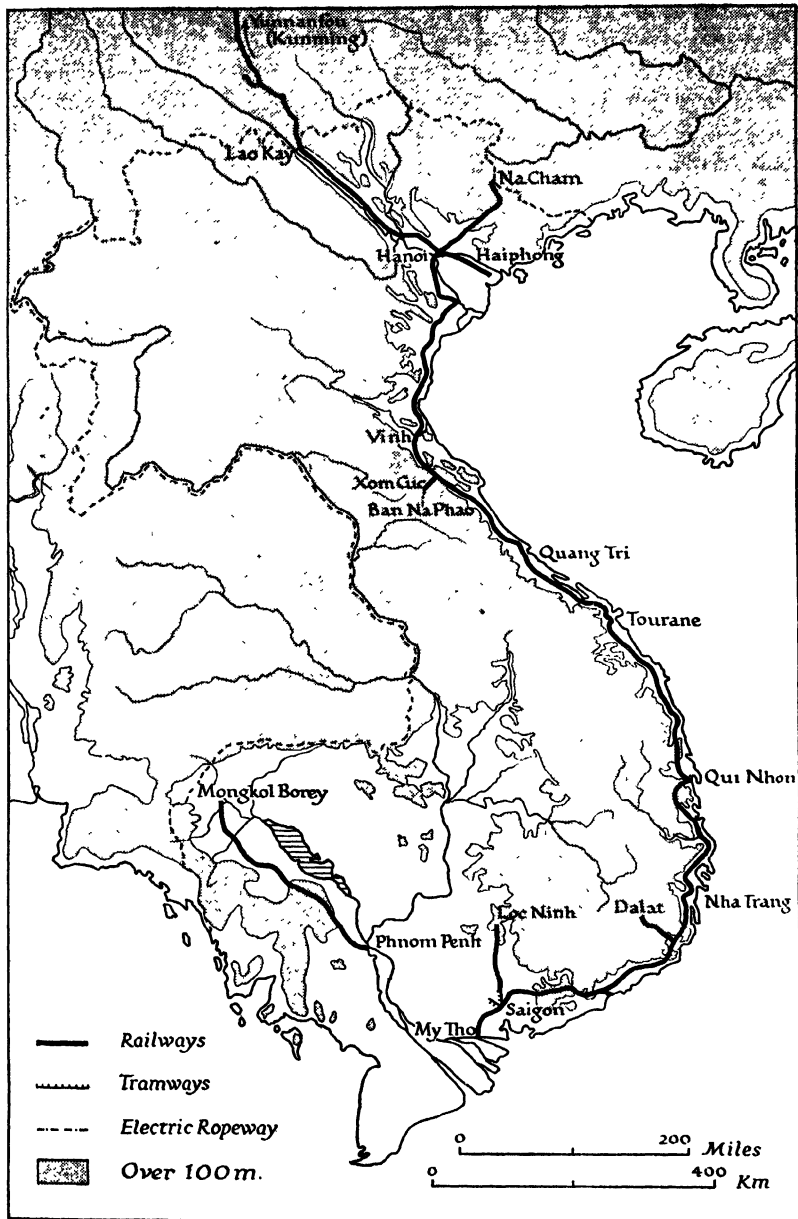 Yunnanfou
(Kunming)
Lao Kay
Na Cham
Hanoi
Haiphong
Vinh
Xom Cuc
Ban Na Phao
Quang Tri
Tourane
Mongkol Borey
Qui Nhon
Loc Ninh
Dalat
Nha Trang
Phnom Penh
Saigon
My Tho
Railways
Tramways
Electric Ropeway
Over 100m.
0 200 Miles
0 400 Km